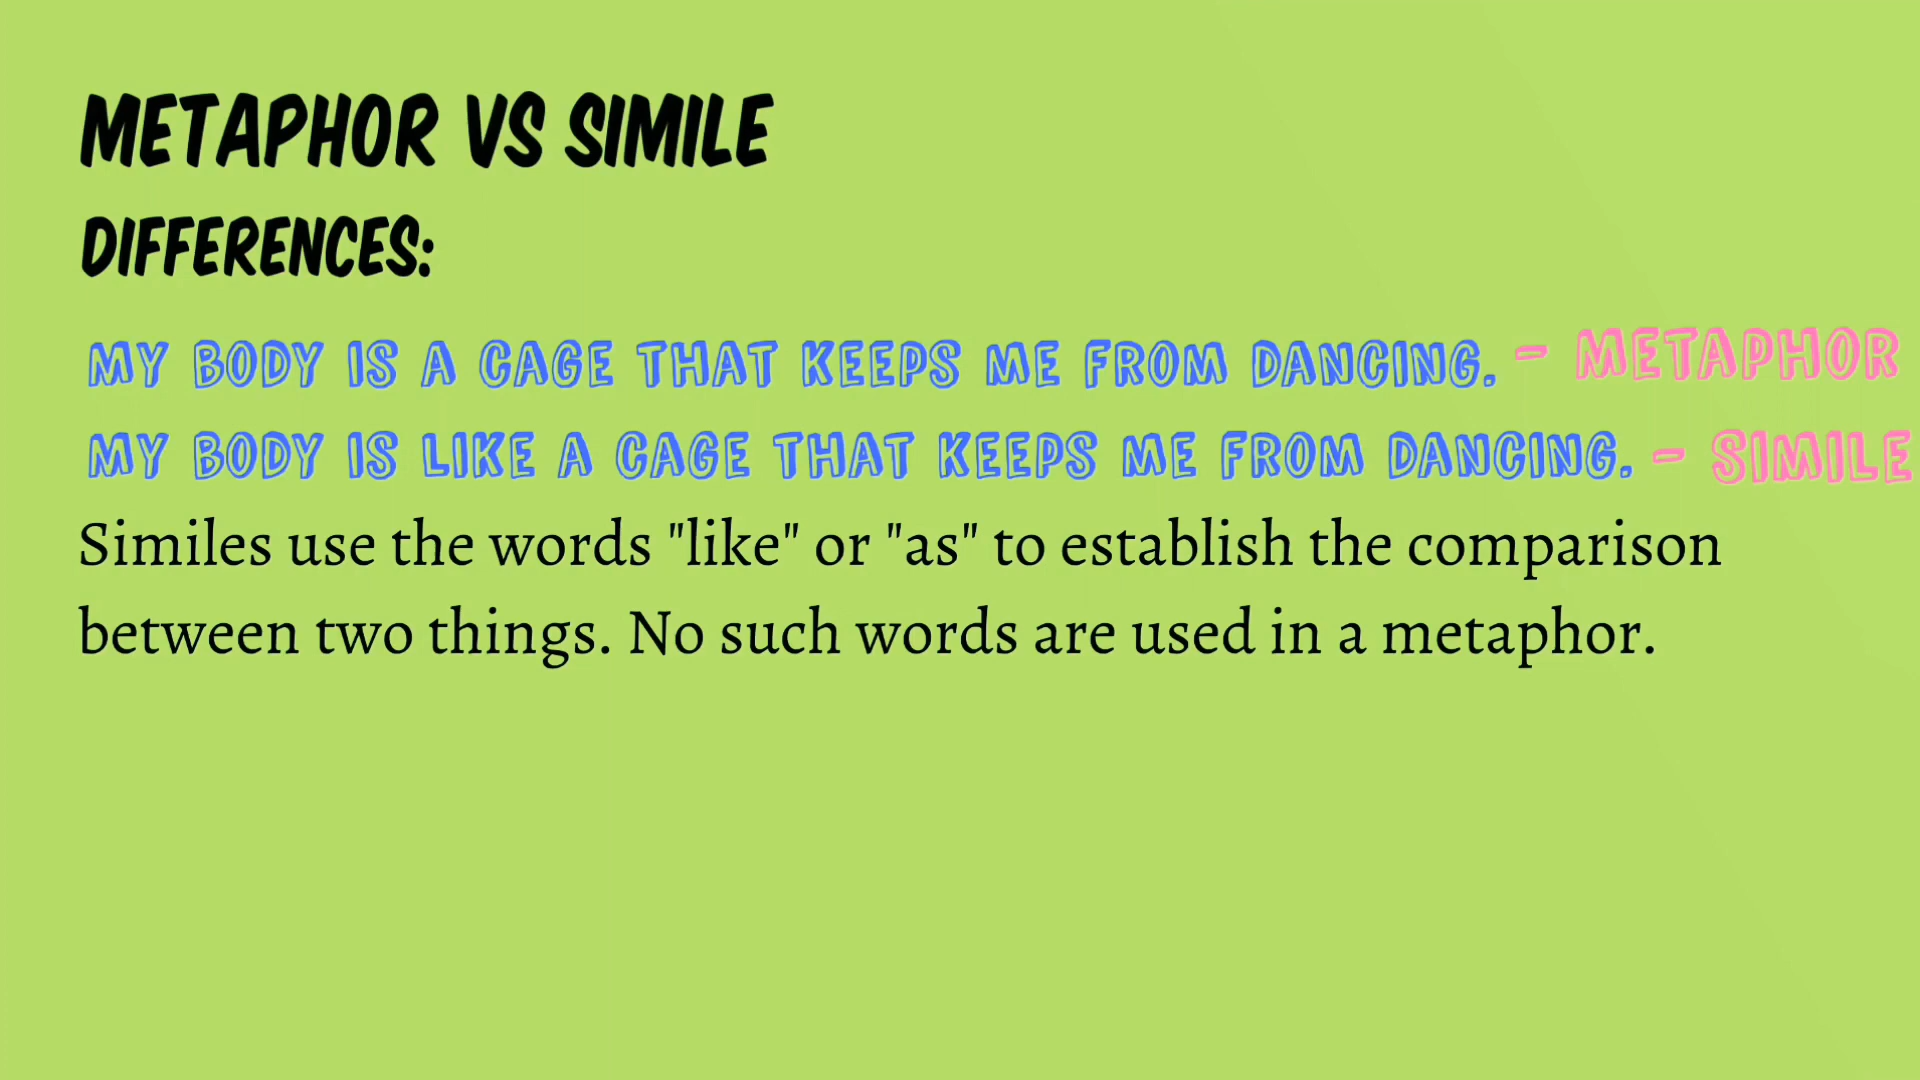 METAPHOR VS SIMILE
DIFFERENCES:
MY BODY IS A CAGE THAT KEEPS ME FROM DANCING. - METAPHOR
MY BODY IS LIKE A CAGE THAT KEEPS ME FROM DANCING. - SIMILE
Similes use the words "like" or "as" to establish the comparison
between two things. No such words are used in a metaphor.